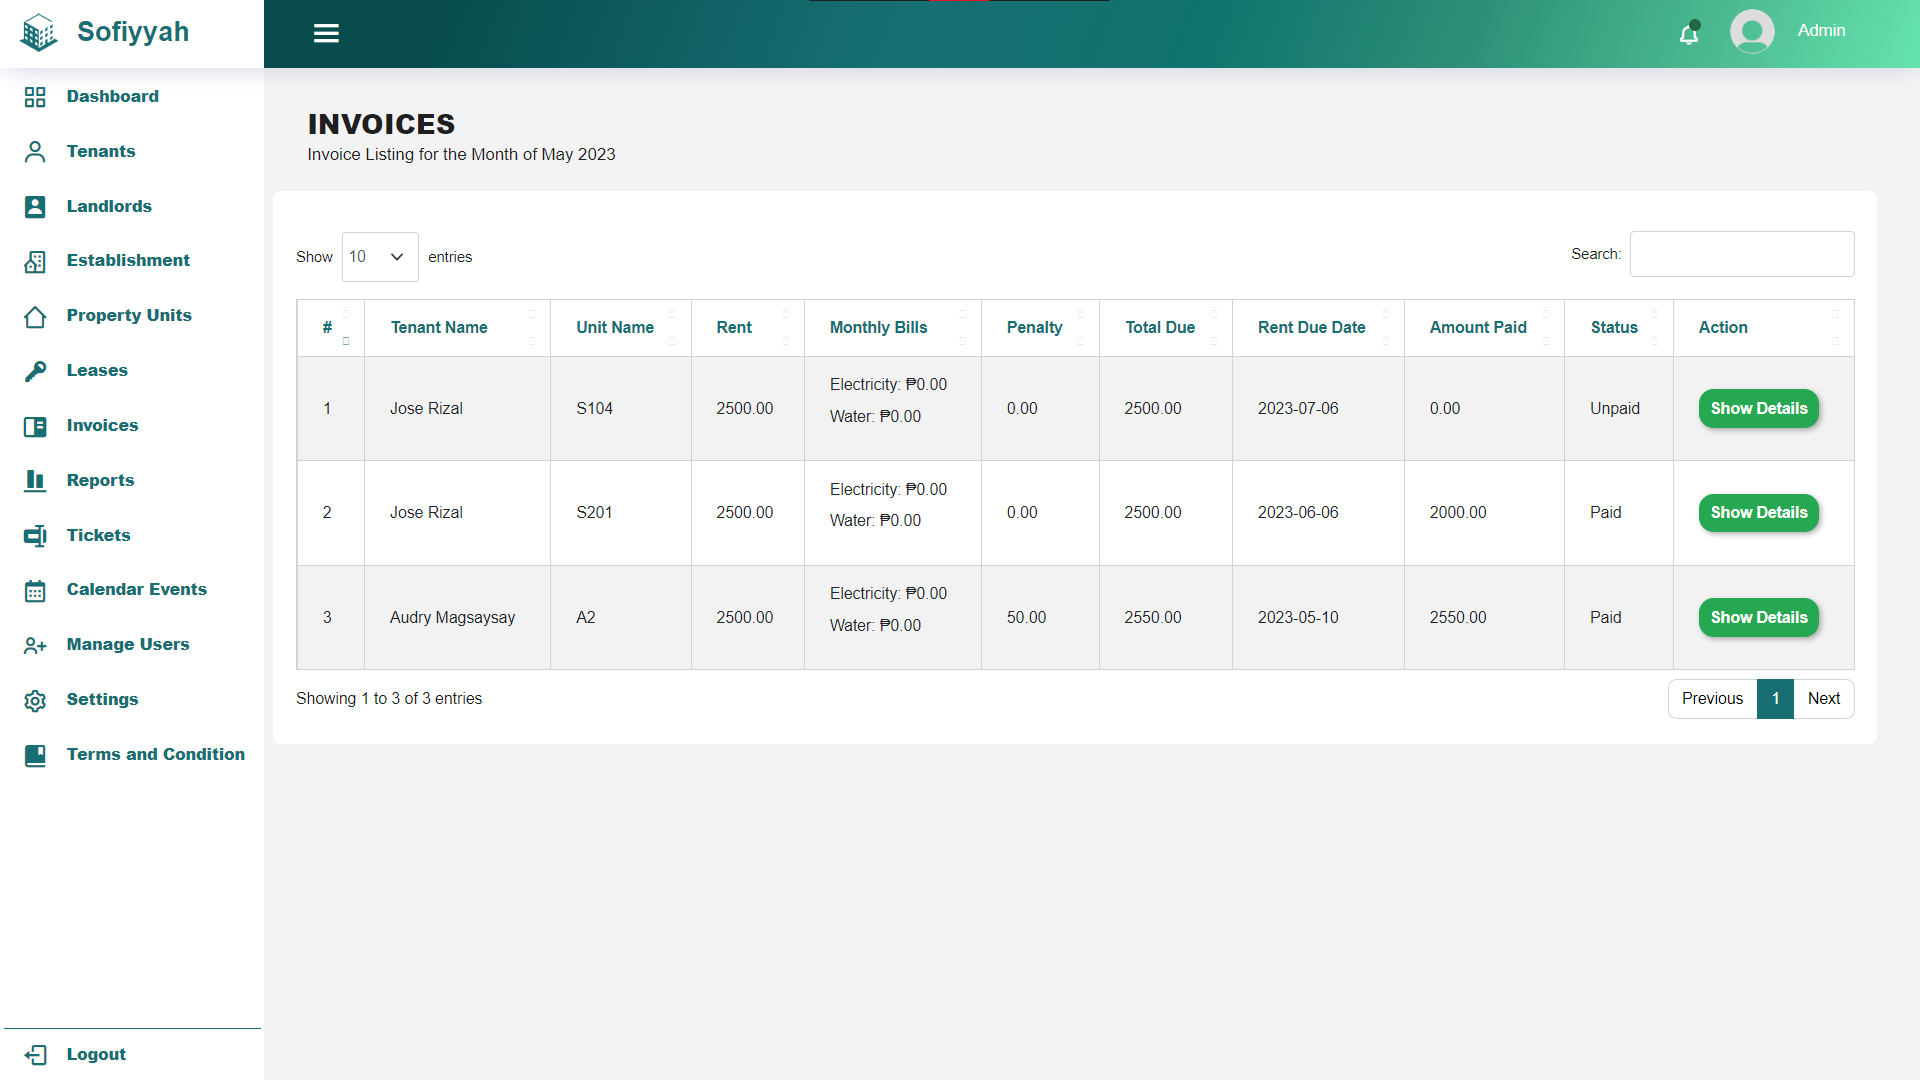 Sofiyyah
Admin
Dashboard
Tenants
Landlords
Establishment
Property Units
Leases
Invoices
Reports
Tickets
Calendar Events
Manage Users
Settings
Terms and Condition
Logout
INVOICES
Invoice Listing for the Month of May 2023
Show 10 entries
Search:
# Tenant Name Unit Name Rent Monthly Bills Penalty Total Due Rent Due Date Amount Paid Status Action
1 Jose Rizal S104 2500.00 Electricity: ₱0.00 0.00 2500.00 2023-07-06 0.00 Unpaid Show Details
Water: ₱0.00
2 Jose Rizal S201 2500.00 Electricity: ₱0.00 0.00 2500.00 2023-06-06 2000.00 Paid Show Details
Water: ₱0.00
3 Audry Magsaysay A2 2500.00 Electricity: ₱0.00 50.00 2550.00 2023-05-10 2550.00 Paid Show Details
Water: ₱0.00
Showing 1 to 3 of 3 entries
Previous 1 Next